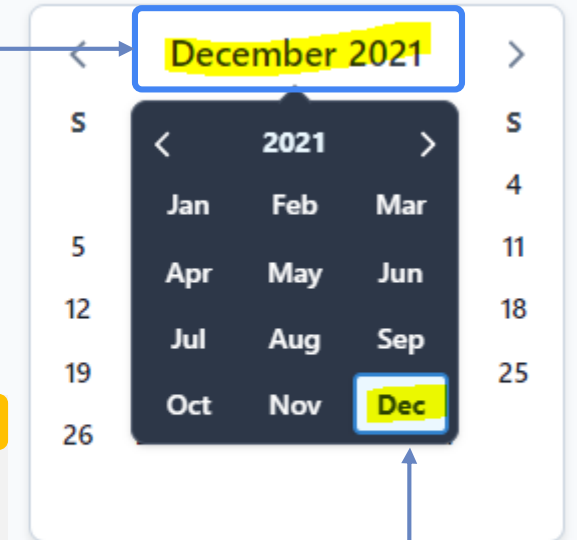 < December 2021 >
S S
< 2021 >
4
Jan Feb Mar
5 11
Apr May Jun
12 18
Jul Aug Sep
19 25
Oct Nov Dec
26